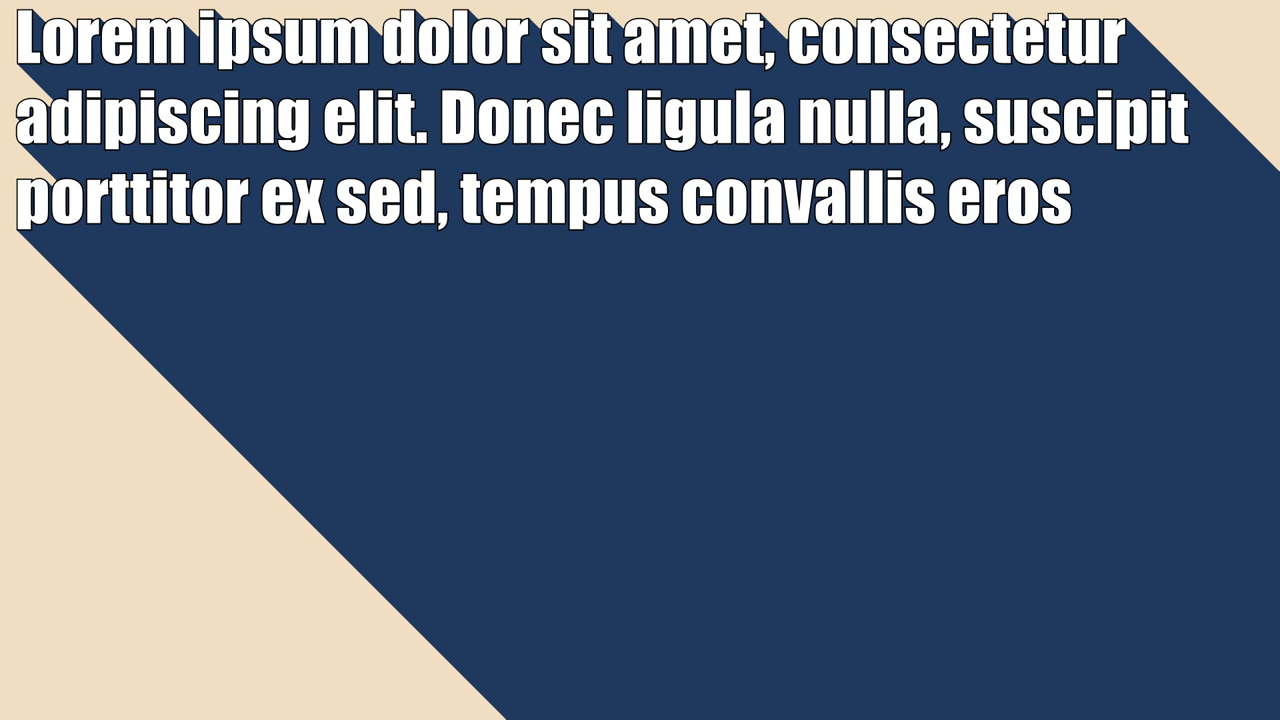 Lorem ipsum dolor sit amet, consectetur
adipiscing elit. Donec ligula nulla, suscipit
porttitor ex sed, tempus convallis eros